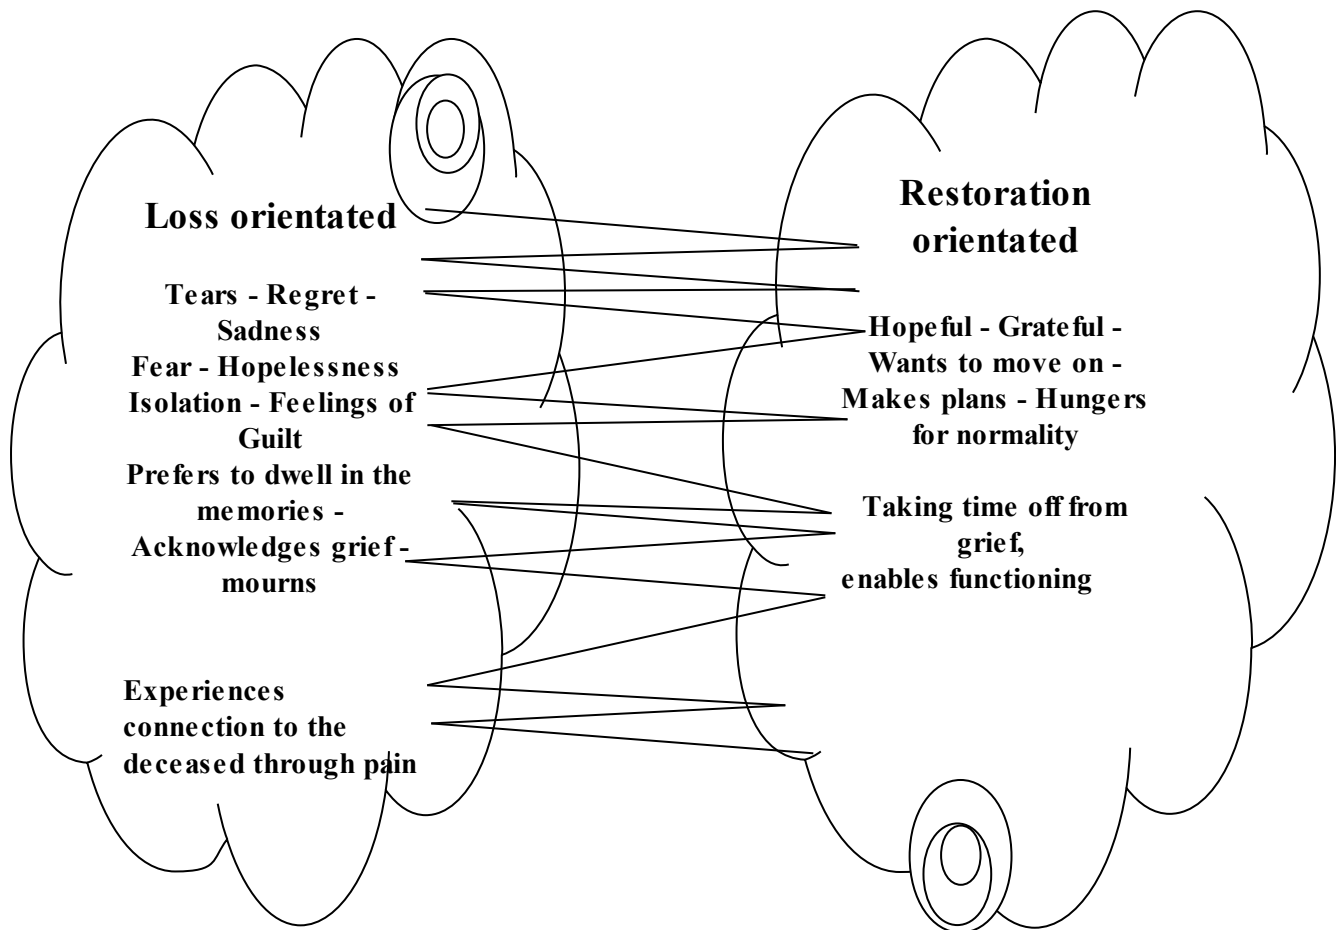 Loss orientated
Tears - Regret -
Sadness
Fear - Hopelessness
Isolation - Feelings of
Guilt
Prefers to dwell in the
memories -
Acknowledges grief -
mourns
Experiences
connection to the
deceased through pain
Restoration
orientated
Hopeful - Grateful -
Wants to move on -
Makes plans - Hungers
for normality
Taking time off from
grief,
enables functioning